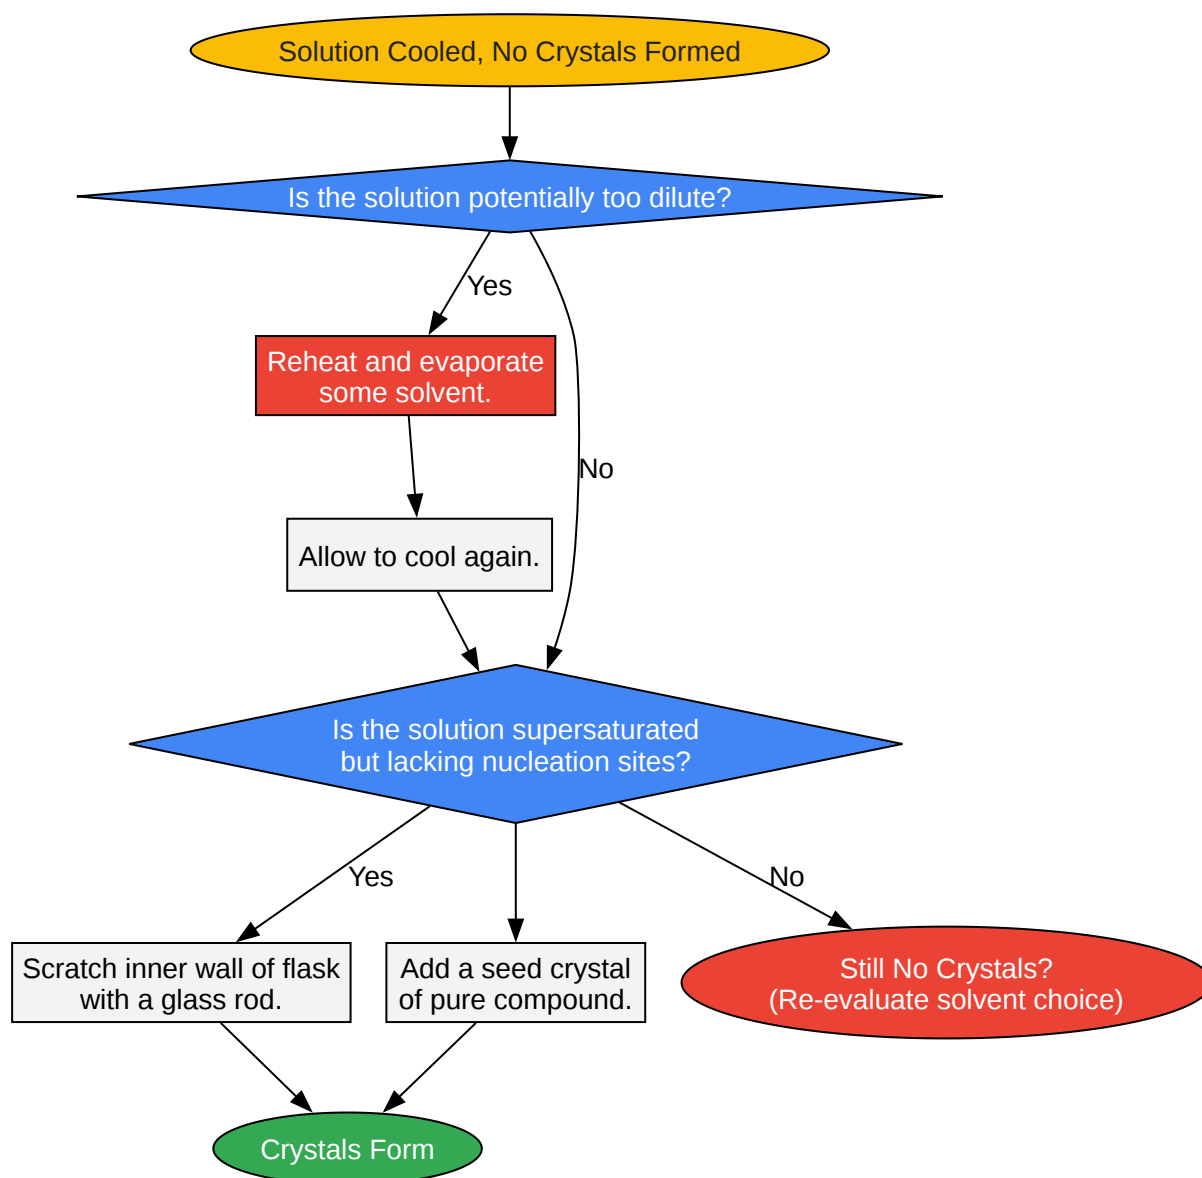 Solution Cooled, No Crystals Formed
Is the solution potentially too dilute?
Yes
Reheat and evaporate
some solvent.
No
Allow to cool again.
Is the solution supersaturated
but lacking nucleation sites?
Yes
No
Scratch inner wall of flask
with a glass rod.
Add a seed crystal
of pure compound.
Still No Crystals?
(Re-evaluate solvent choice)
Crystals Form